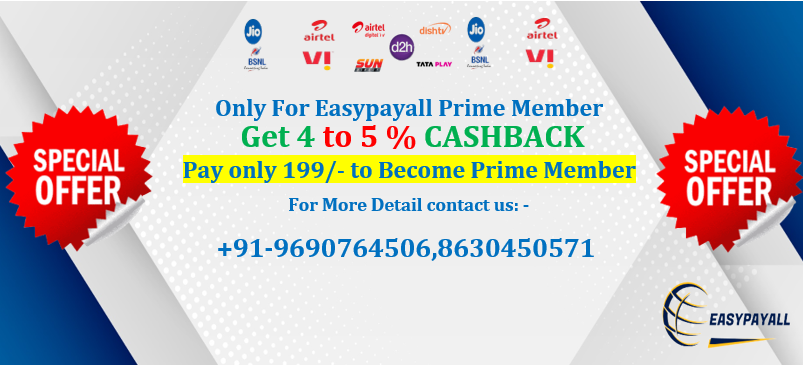 Jio
airtel
airtel
digital tv
dishtv
Jio
airtel
BSNL
VI
SUN
d2h
TATA PLAY
BSNL
VI
Only For Easypayall Prime Member
Get 4 to 5 % CASHBACK
Pay only 199/- to Become Prime Member
For More Detail contact us: -
+91-9690764506,8630450571
SPECIAL
OFFER
SPECIAL
OFFER
EASYPAYALL